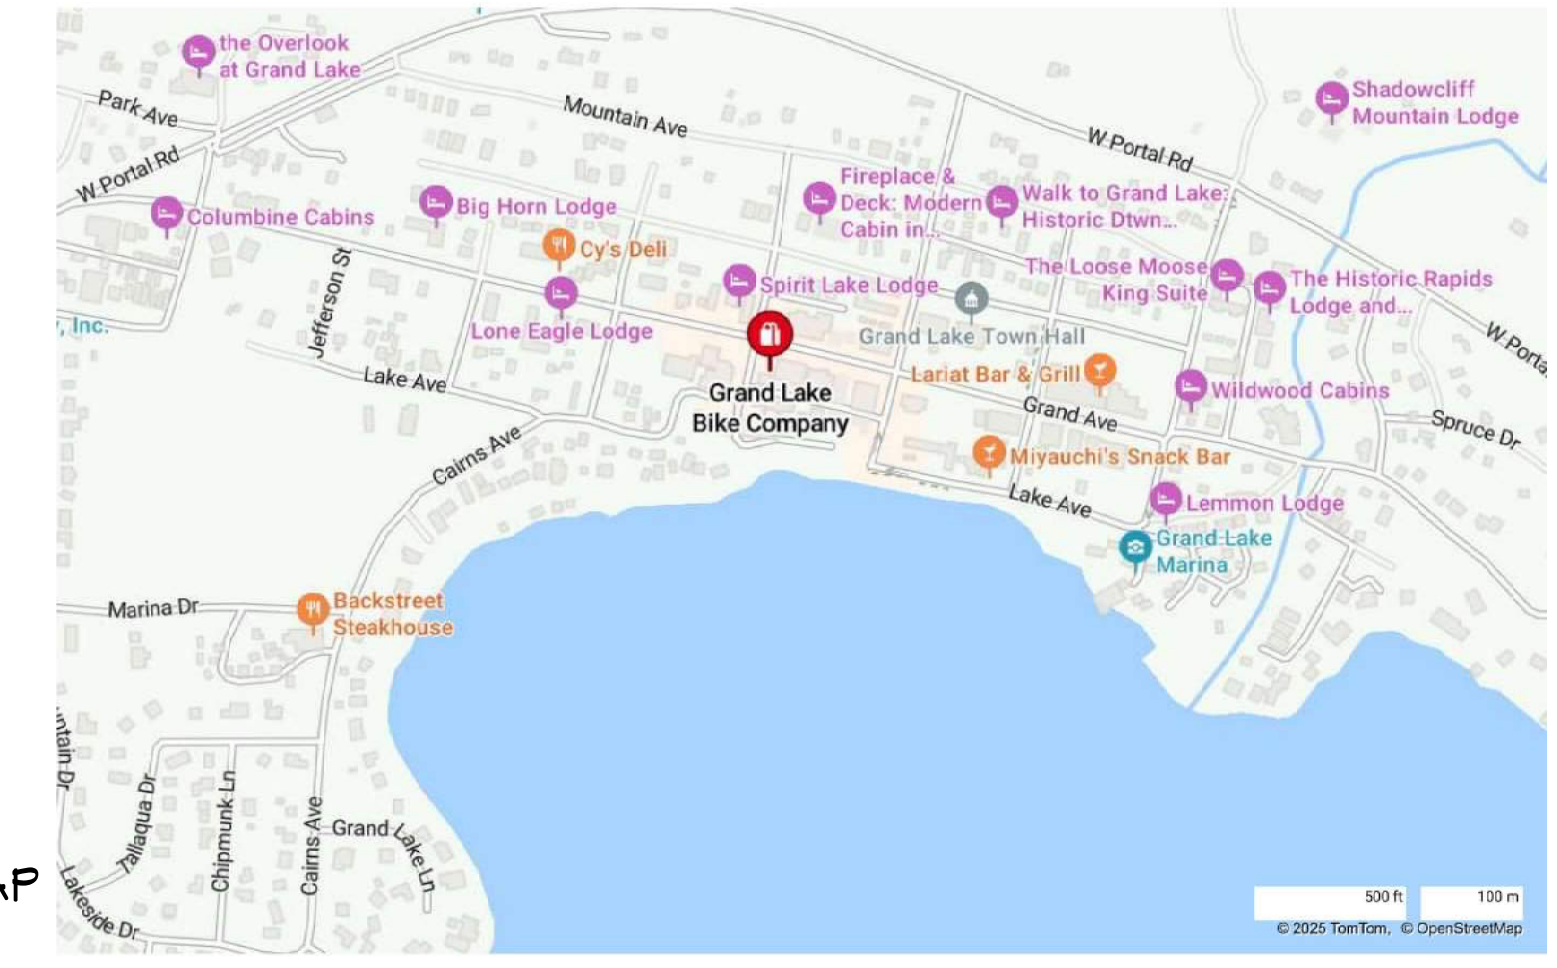 the Overlook
at Grand Lake
Shadowcliff
Mountain Lodge
Park Ave
Mountain Ave
W Portal Rd
W Portal Rd
Fireplace &
Deck: Modern
Cabin in...
Walk to Grand Lake:
Historic Dtwn...
Columbine Cabins
Big Horn Lodge
Cy's Deli
Jefferson St
Spirit Lake Lodge
The Loose Moose
King Suite
The Historic Rapids
Lodge and...
y, Inc.
Lone Eagle Lodge
Grand Lake Town Hall
W Porta
Lake Ave
Grand Lake
Bike Company
Lariat Bar & Grill
Wildwood Cabins
Grand Ave
Spruce Dr
Cairns Ave
Miyauchi's Snack Bar
Lake Ave
Lemmon Lodge
Grand Lake
Marina
Marina Dr
Backstreet
Steakhouse
untain Dr
Tallaqua Dr
Chipmunk Ln
Cairns Ave
Grand Lake Ln
AP
Lakeside Dr
500 ft
100 m
© 2025 TomTom, © OpenStreetMap